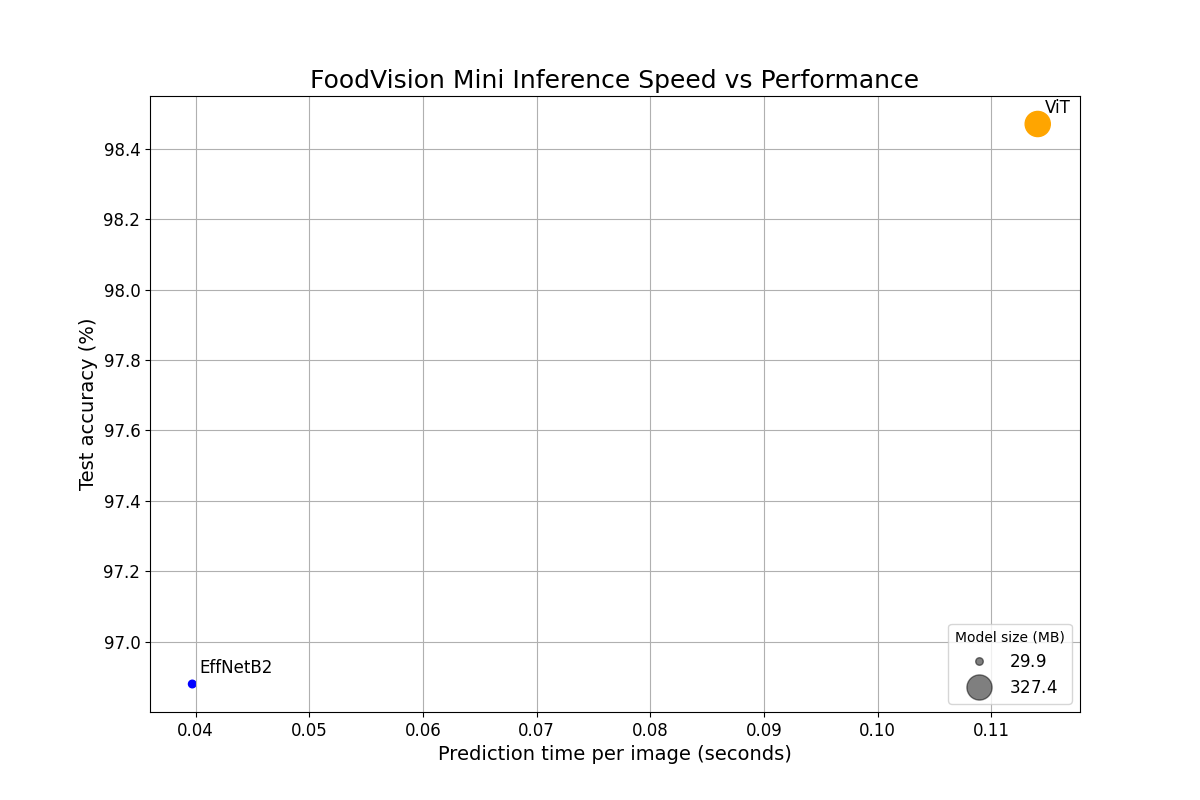 FoodVision Mini Inference Speed vs Performance
ViT
98.4
98.2
98.0
97.8
97.6
97.4
97.2
97.0
Test accuracy (%)
EffNetB2
Model size (MB)
29.9
327.4
0.04 0.05 0.06 0.07 0.08 0.09 0.10 0.11
Prediction time per image (seconds)